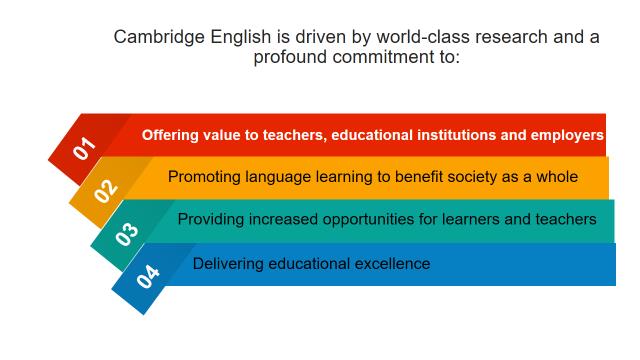 Cambridge English is driven by world-class research and a
profound commitment to:
01 Offering value to teachers, educational institutions and employers
02 Promoting language learning to benefit society as a whole
03 Providing increased opportunities for learners and teachers
04 Delivering educational excellence